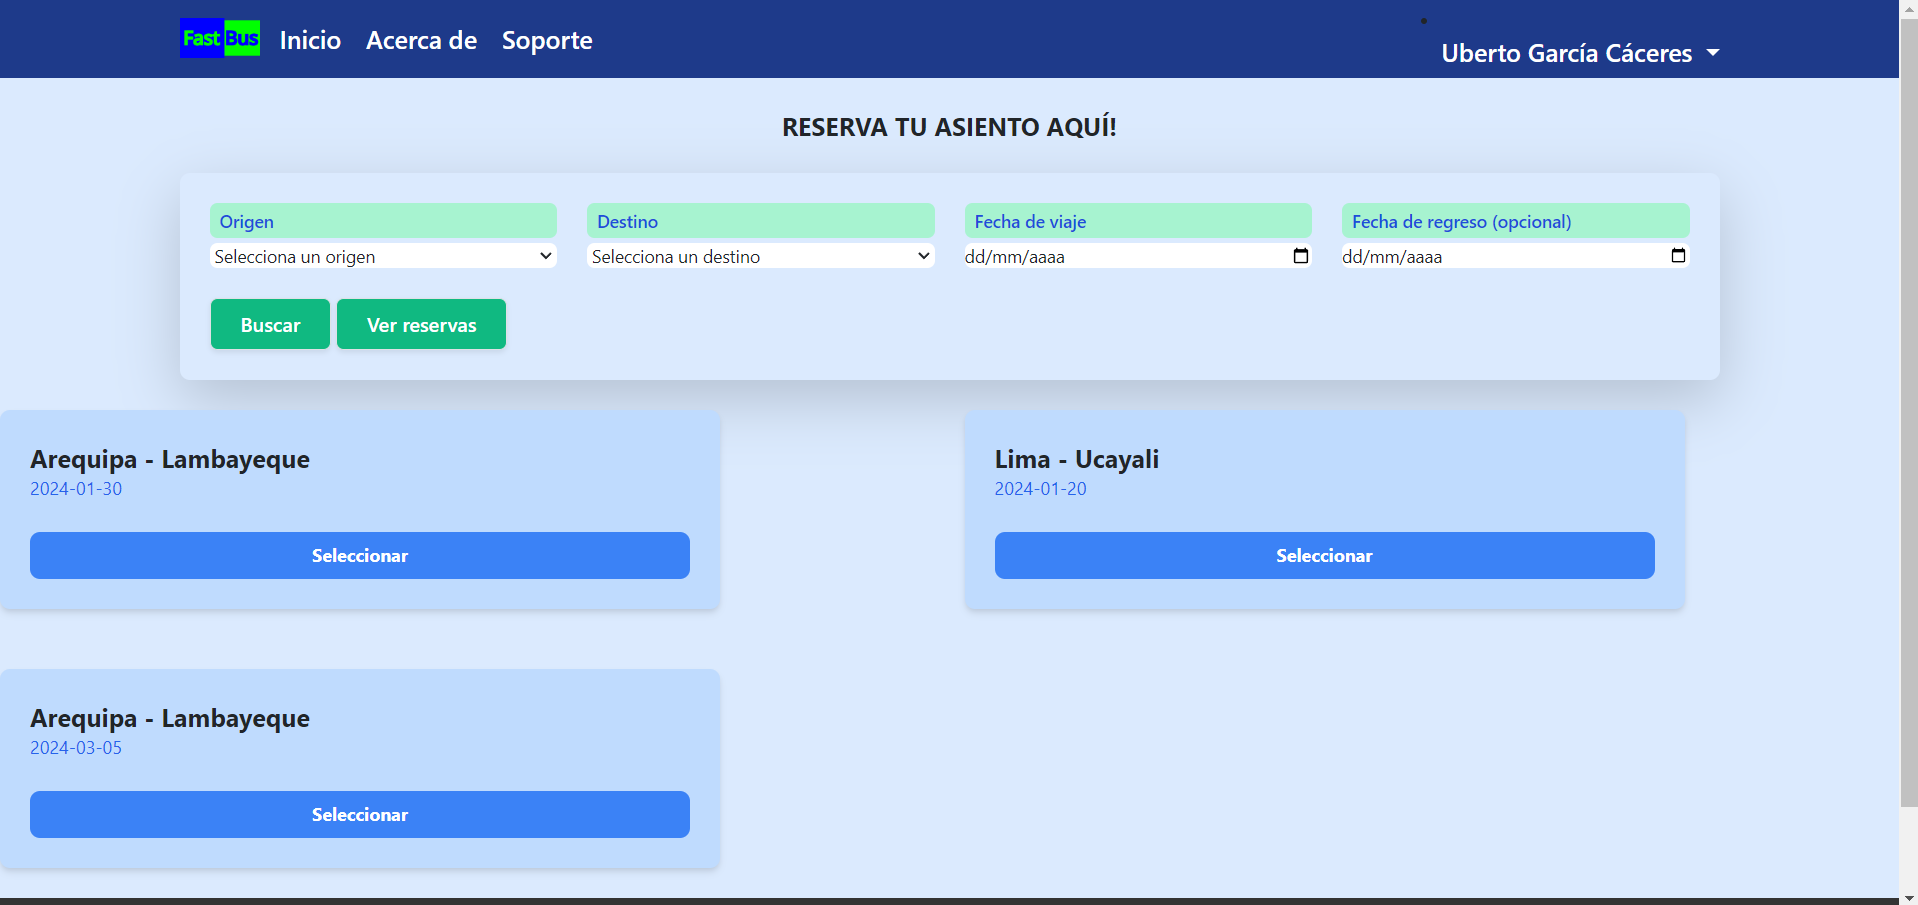 Fast Bus
Inicio Acerca de Soporte
Uberto García Cáceres
RESERVA TU ASIENTO AQUÍ!
Origen
Selecciona un origen
Destino
Selecciona un destino
Fecha de viaje
dd/mm/aaaa
Fecha de regreso (opcional)
dd/mm/aaaa
Buscar
Ver reservas
Arequipa - Lambayeque
2024-01-30
Seleccionar
Lima - Ucayali
2024-01-20
Seleccionar
Arequipa - Lambayeque
2024-03-05
Seleccionar